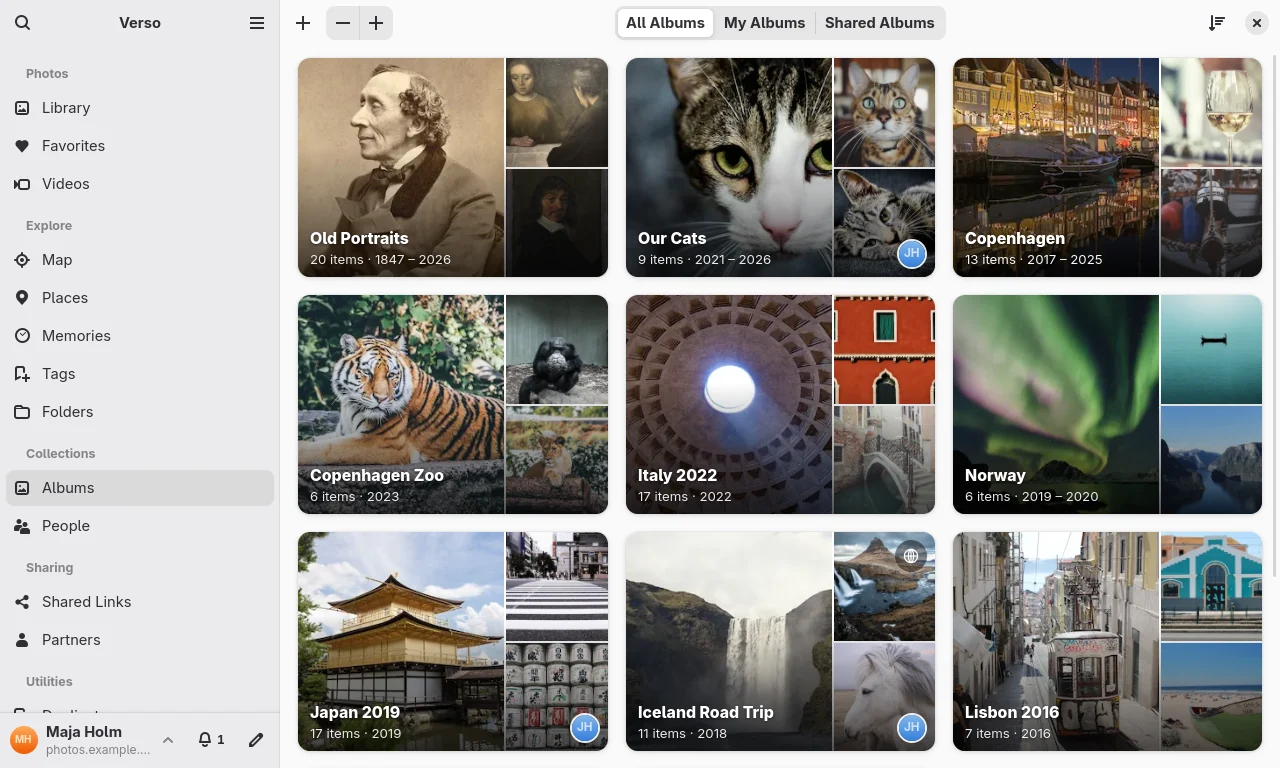 Verso
Photos
Library
Favorites
Videos
Explore
Map
Places
Memories
Tags
Folders
Collections
Albums
People
Sharing
Shared Links
Partners
Utilities
MH
Maja Holm
photos.example....
1
All Albums
My Albums
Shared Albums
Old Portraits
20 items · 1847 – 2026
Our Cats
9 items · 2021 – 2026
JH
Copenhagen
13 items · 2017 – 2025
Copenhagen Zoo
6 items · 2023
Italy 2022
17 items · 2022
Norway
6 items · 2019 – 2020
Japan 2019
17 items · 2019
JH
Iceland Road Trip
11 items · 2018
JH
Lisbon 2016
7 items · 2016